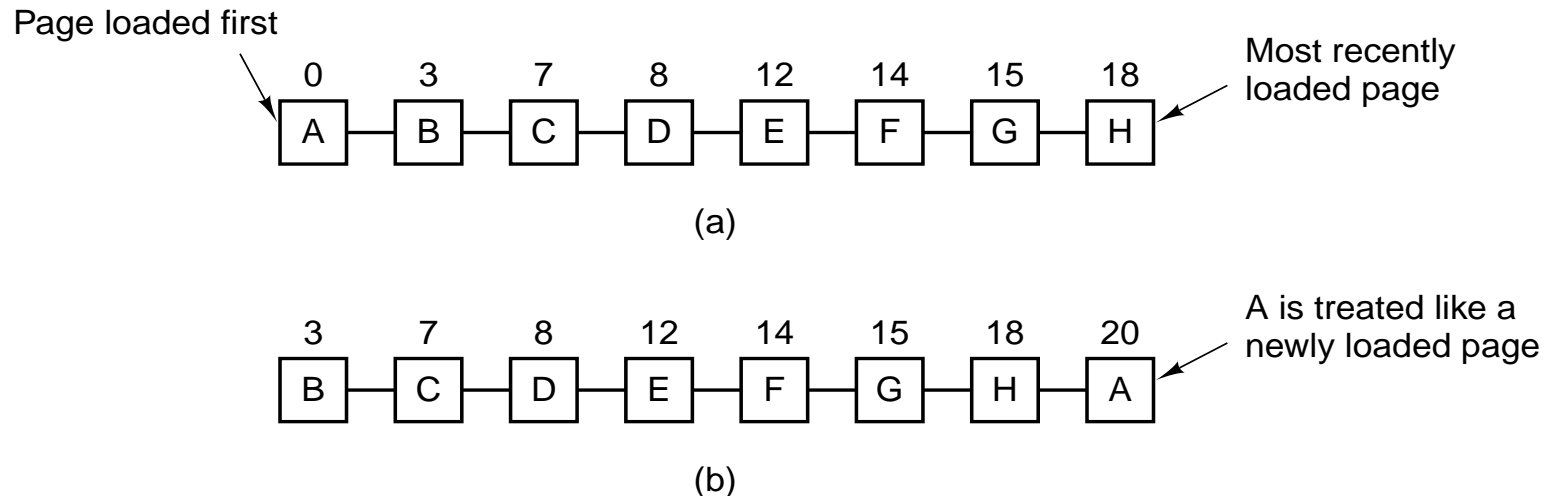 Page loaded first
0 3 7 8 12 14 15 18
A B C D E F G H
Most recently
loaded page
(a)
3 7 8 12 14 15 18 20
B C D E F G H A
A is treated like a
newly loaded page
(b)